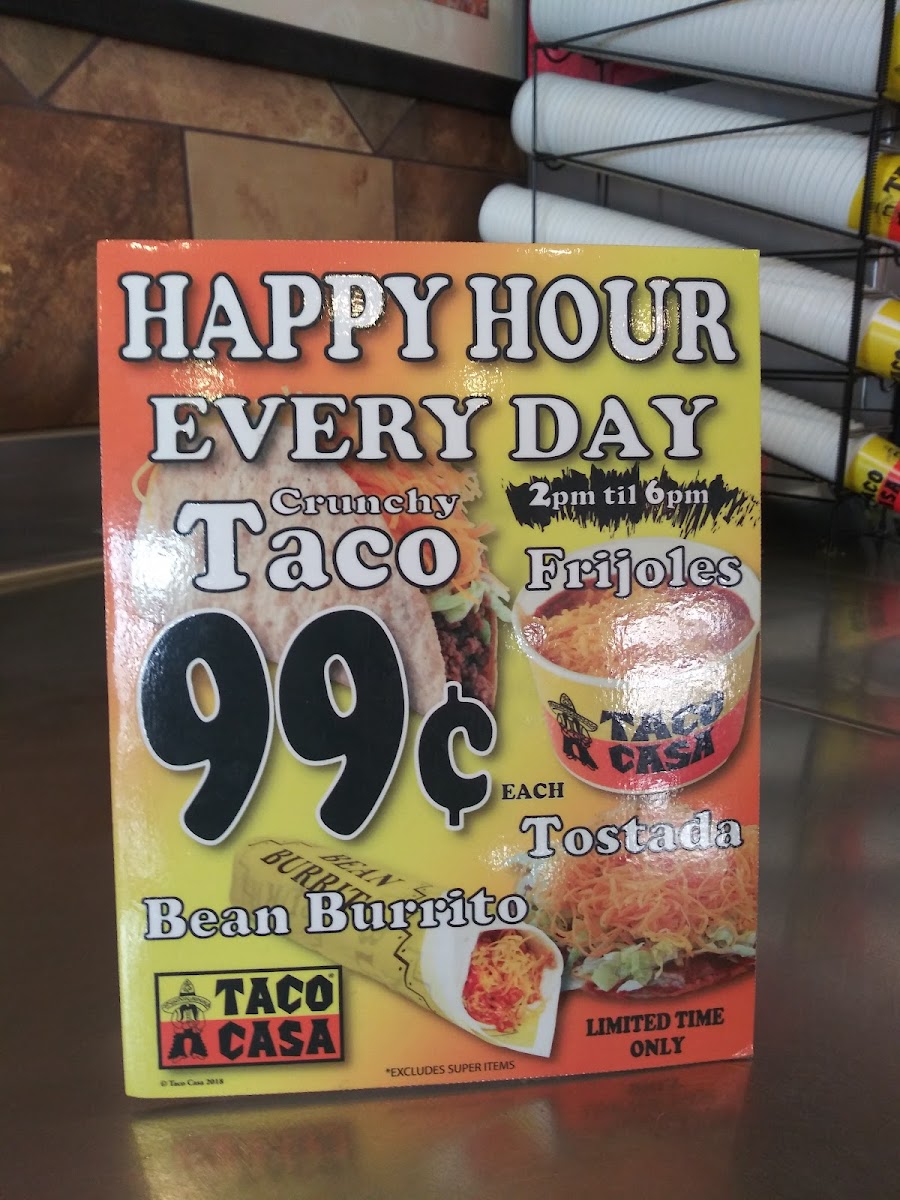 HAPPY HOUR
EVERY DAY
2pm til 6pm
Crunchy
Taco
99¢
EACH
Frijoles
TACO
CASA
Tostada
BEAN
Bean Burrito
TACO
CASA
LIMITED TIME
ONLY
*EXCLUDES SUPER ITEMS
© Taco Casa 2018